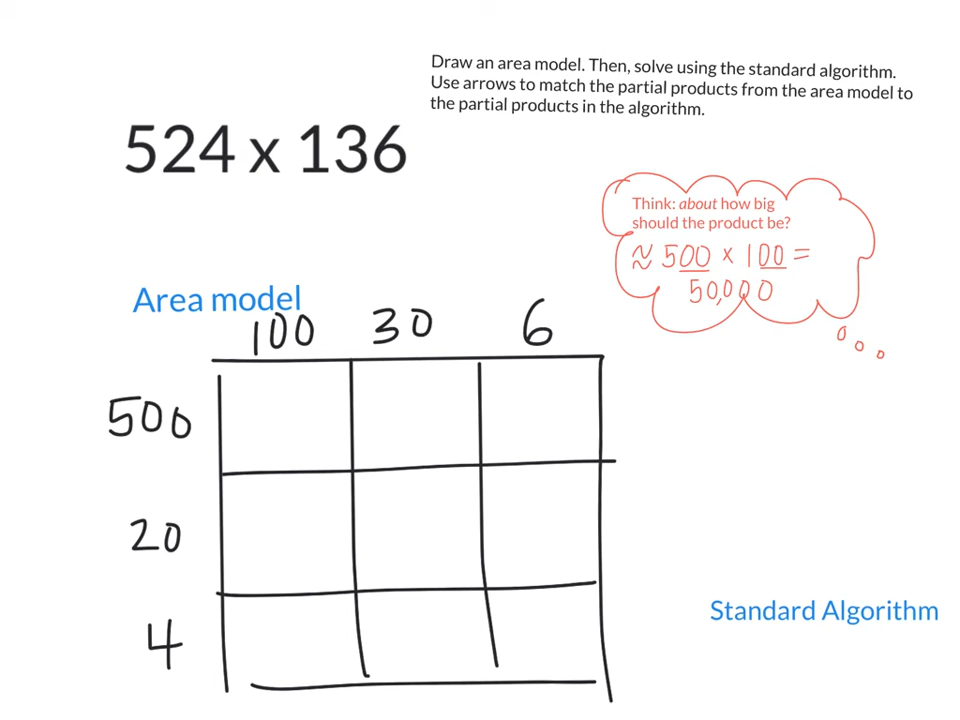 Draw an area model. Then, solve using the standard algorithm.
Use arrows to match the partial products from the area model to
the partial products in the algorithm.
524 x 136
Think: about how big
should the product be?
≈ 500 x 100 =
50,000
Area model
100 30 6
500
20
4
Standard Algorithm